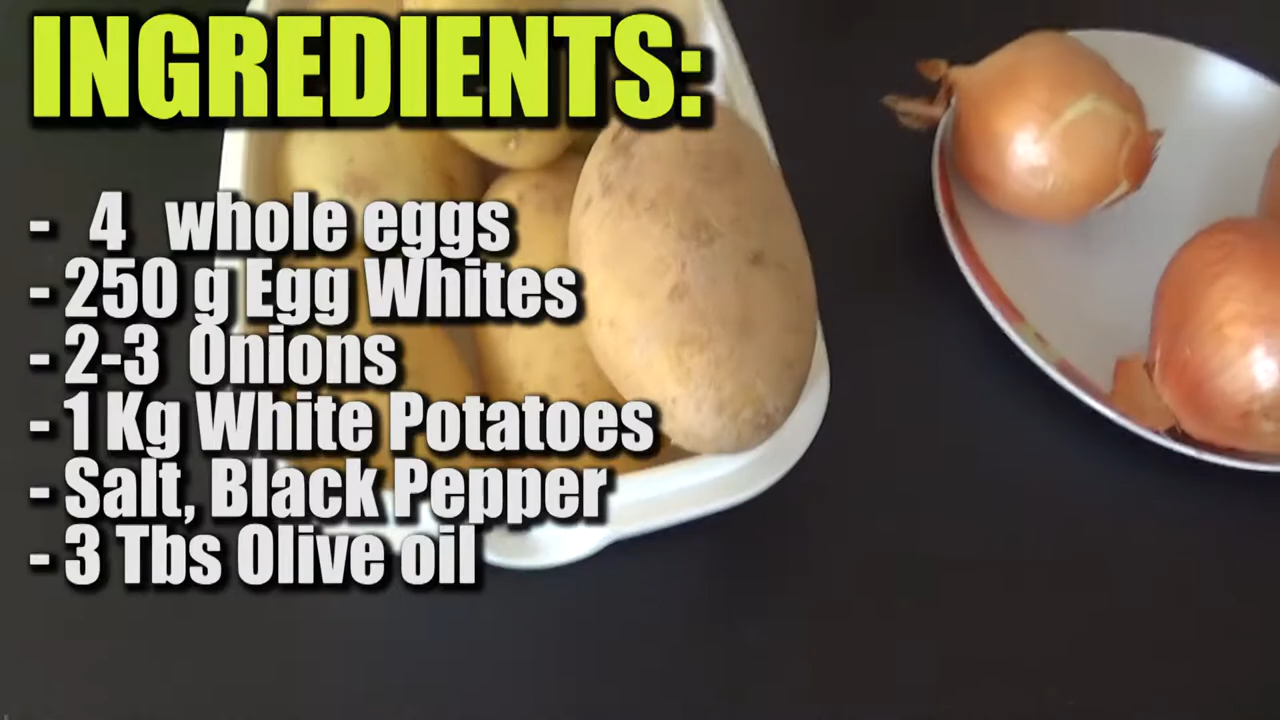 INGREDIENTS:
- 4 whole eggs
- 250 g Egg Whites
- 2-3 Onions
- 1 Kg White Potatoes
- Salt, Black Pepper
- 3 Tbs Olive oil